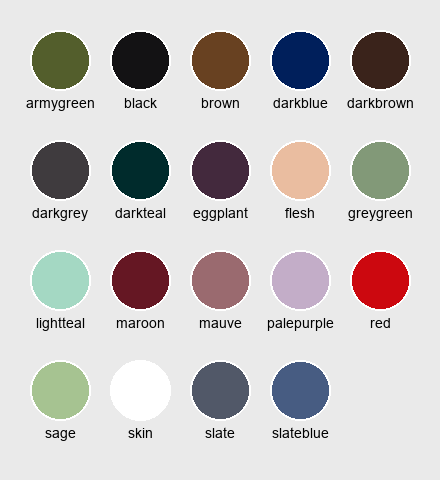 armygreen black brown darkblue darkbrown
darkgrey darkteal eggplant flesh greygreen
lightteal maroon mauve palepurple red
sage skin slate slateblue